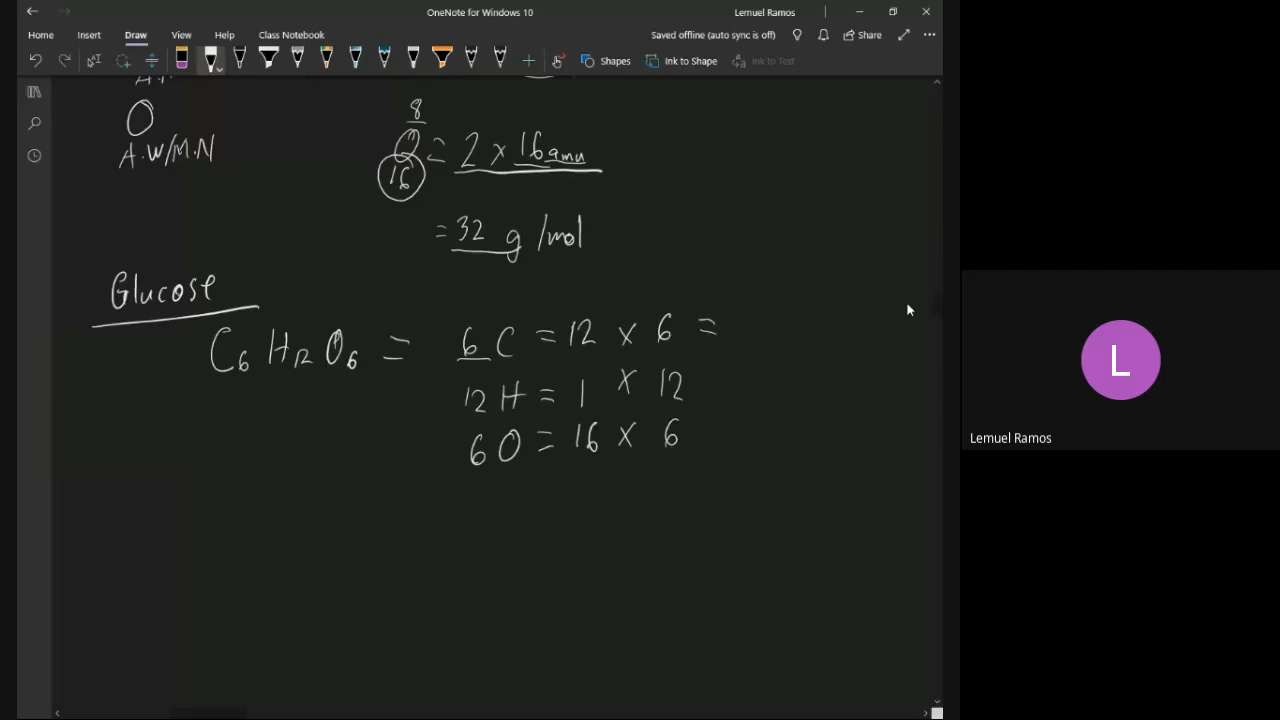 OneNote for Windows 10
Lemuel Ramos
Home Insert Draw View Help Class Notebook
Saved offline (auto sync is off)
Share
Shapes Ink to Shape Ink to Text
O
A.W/M.N
8
O = 2 x 16 amu
16
= 32 g /mol
Glucose
C6 H12 O6 = 6 C = 12 x 6 =
12 H = 1 x 12
6 O = 16 x 6
L
Lemuel Ramos